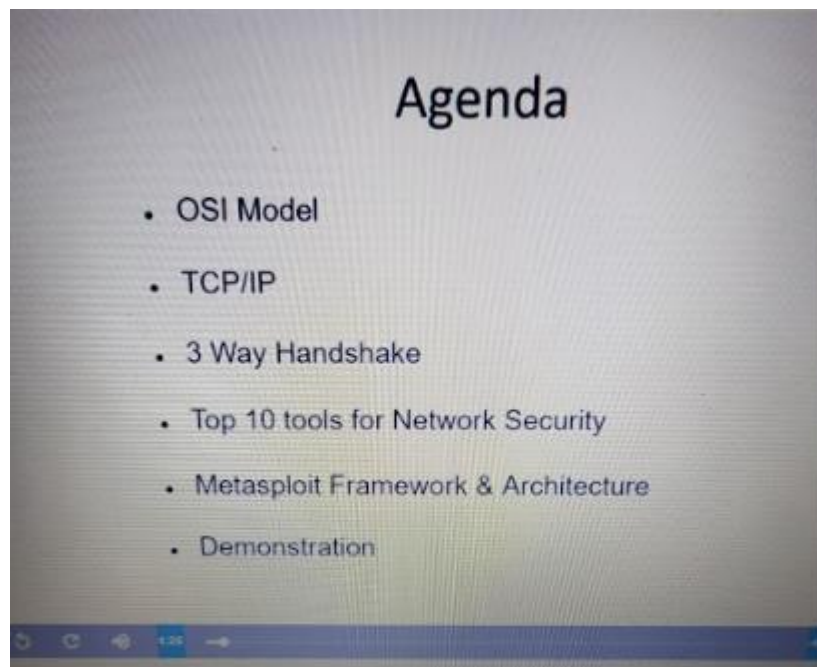 Agenda
• OSI Model
• TCP/IP
• 3 Way Handshake
• Top 10 tools for Network Security
• Metasploit Framework & Architecture
• Demonstration